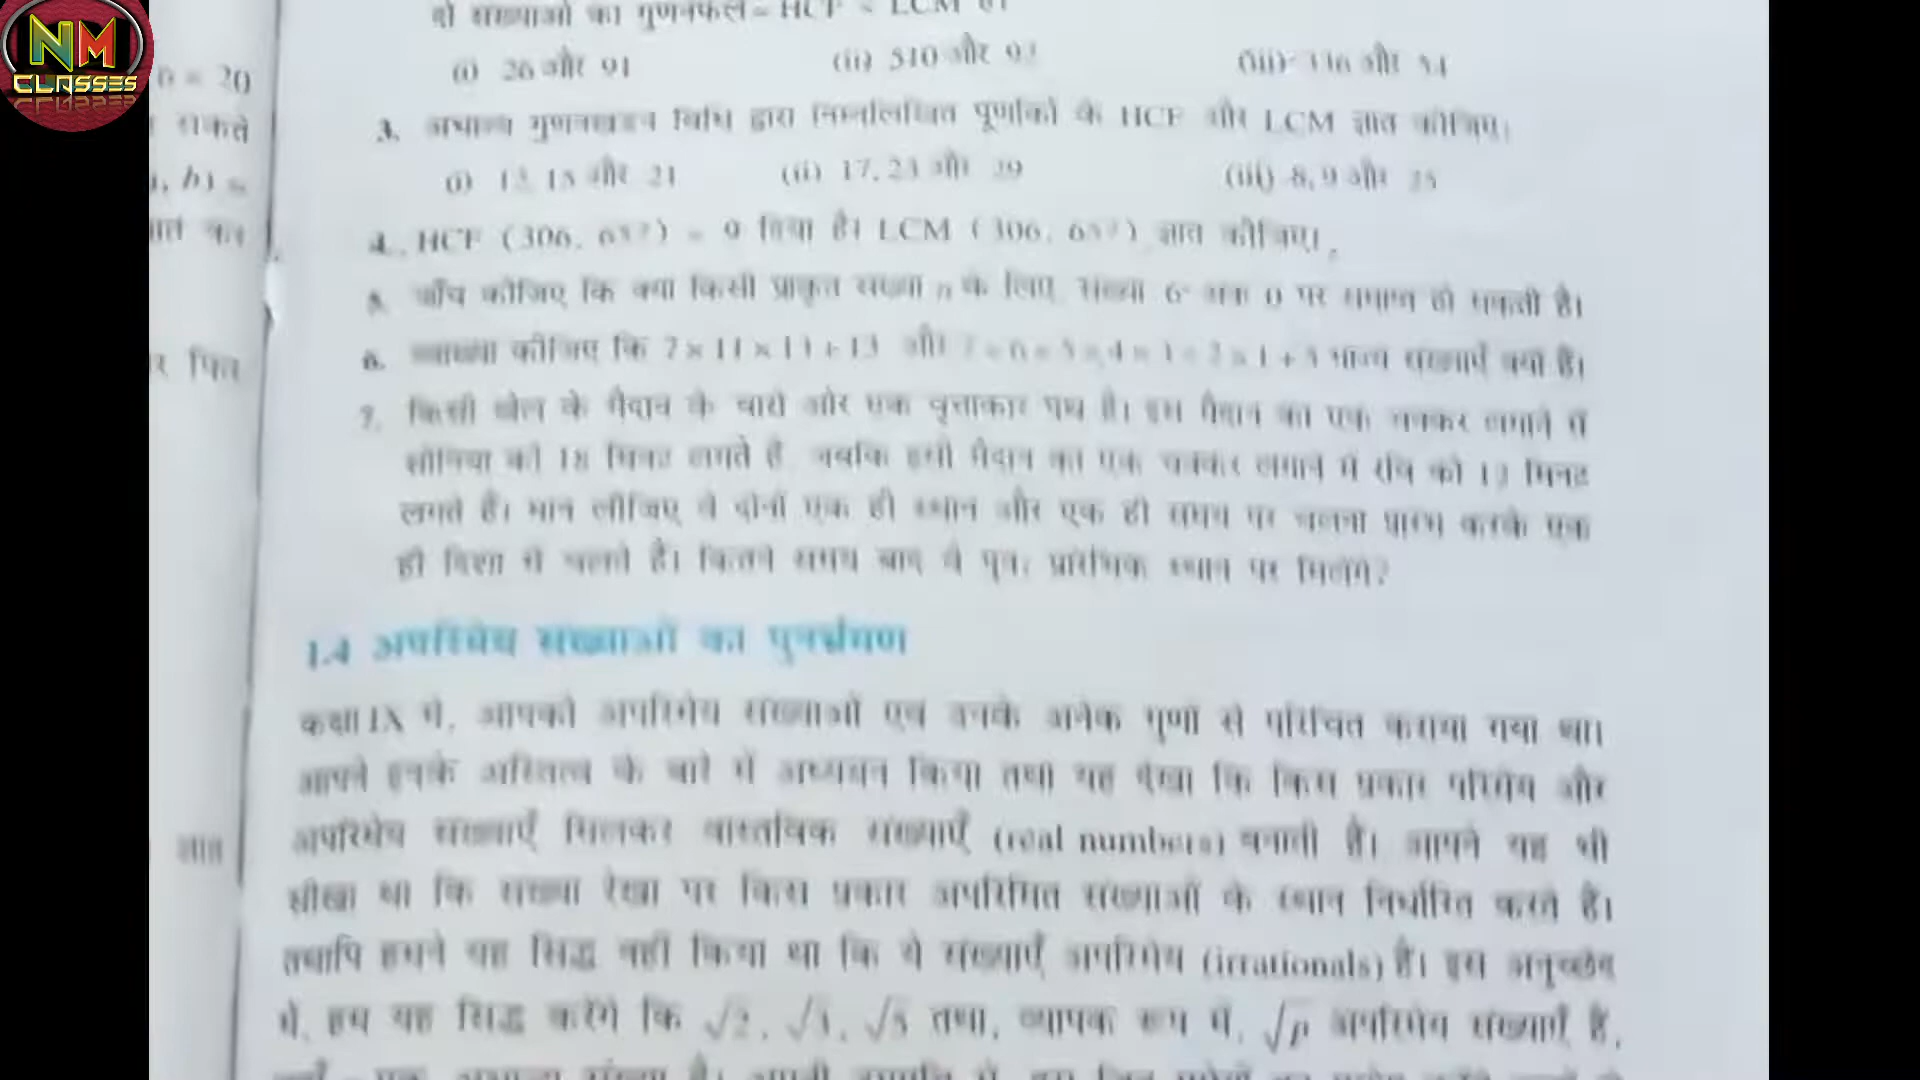 NM
CLASSES
दो संख्याओं का गुणनफल = HCF × LCM है।
(i) 26 और 91
(ii) 510 और 92
(iii) 336 और 54
3. अभाज्य गुणनखंडन विधि द्वारा निम्नलिखित पूर्णांकों के HCF और LCM ज्ञात कीजिए।
(i) 12, 15 और 21
(ii) 17, 23 और 29
(iii) 8, 9 और 25
4. HCF (306, 657) = 9 दिया है। LCM (306, 657) ज्ञात कीजिए।
5. जाँच कीजिए कि क्या किसी प्राकृत संख्या n के लिए, संख्या 6ⁿ अंक 0 पर समाप्त हो सकती है।
6. व्याख्या कीजिए कि 7 × 11 × 13 + 13 और 7 × 6 × 5 × 4 × 3 × 2 × 1 + 5 भाज्य संख्याएँ क्यों हैं।
7. किसी खेल के मैदान के चारों ओर एक वृत्ताकार पथ है। इस मैदान का एक चक्कर लगाने में
सोनिया को 18 मिनट लगते हैं, जबकि इसी मैदान का एक चक्कर लगाने में रवि को 12 मिनट
लगते हैं। मान लीजिए वे दोनों एक ही स्थान और एक ही समय पर चलना प्रारंभ करके एक
ही दिशा में चलते हैं। कितने समय बाद वे पुनः प्रारंभिक स्थान पर मिलेंगे?
1.4 अपरिमेय संख्याओं का पुनर्भ्रमण
कक्षा IX में, आपको अपरिमेय संख्याओं एवं उनके अनेक गुणों से परिचित कराया गया था।
आपने इनके अस्तित्व के बारे में अध्ययन किया तथा यह देखा कि किस प्रकार परिमेय और
अपरिमेय संख्याएँ मिलकर वास्तविक संख्याएँ (real numbers) बनाती हैं। आपने यह भी
सीखा था कि संख्या रेखा पर किस प्रकार अपरिमित संख्याओं के स्थान निर्धारित करते हैं।
तथापि हमने यह सिद्ध नहीं किया था कि ये संख्याएँ अपरिमेय (irrationals) हैं। इस अनुच्छेद
में, हम यह सिद्ध करेंगे कि √2, √3, √5 तथा, व्यापक रूप में, √p अपरिमेय संख्याएँ हैं,